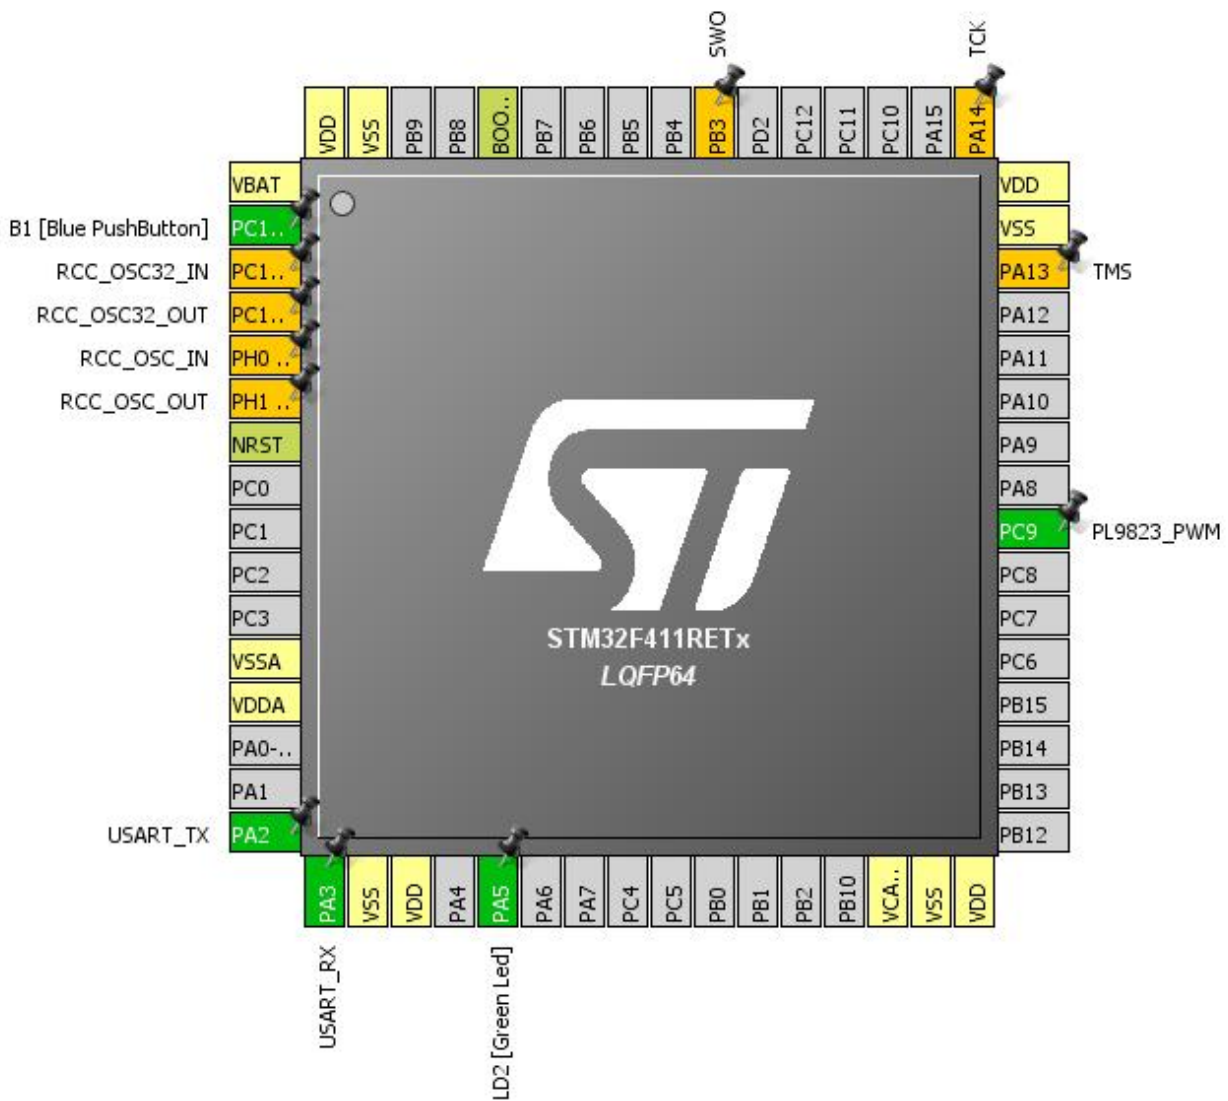 SWO
TCK
VDD
VSS
PB9
PB8
BOO..
PB7
PB6
PB5
PB4
PB3
PD2
PC12
PC11
PC10
PA15
PA14
VBAT
B1 [Blue PushButton] PC1..
RCC_OSC32_IN PC1..
RCC_OSC32_OUT PC1..
RCC_OSC_IN PH0 ..
RCC_OSC_OUT PH1 ..
NRST
PC0
PC1
PC2
PC3
VSSA
VDDA
PA0-..
PA1
USART_TX PA2
ST
STM32F411RETx
LQFP64
VDD
VSS
PA13 TMS
PA12
PA11
PA10
PA9
PA8
PC9 PL9823_PWM
PC8
PC7
PC6
PB15
PB14
PB13
PB12
PA3
VSS
VDD
PA4
PA5
PA6
PA7
PC4
PC5
PB0
PB1
PB2
PB10
VCA..
VSS
VDD
USART_RX
LD2 [Green Led]